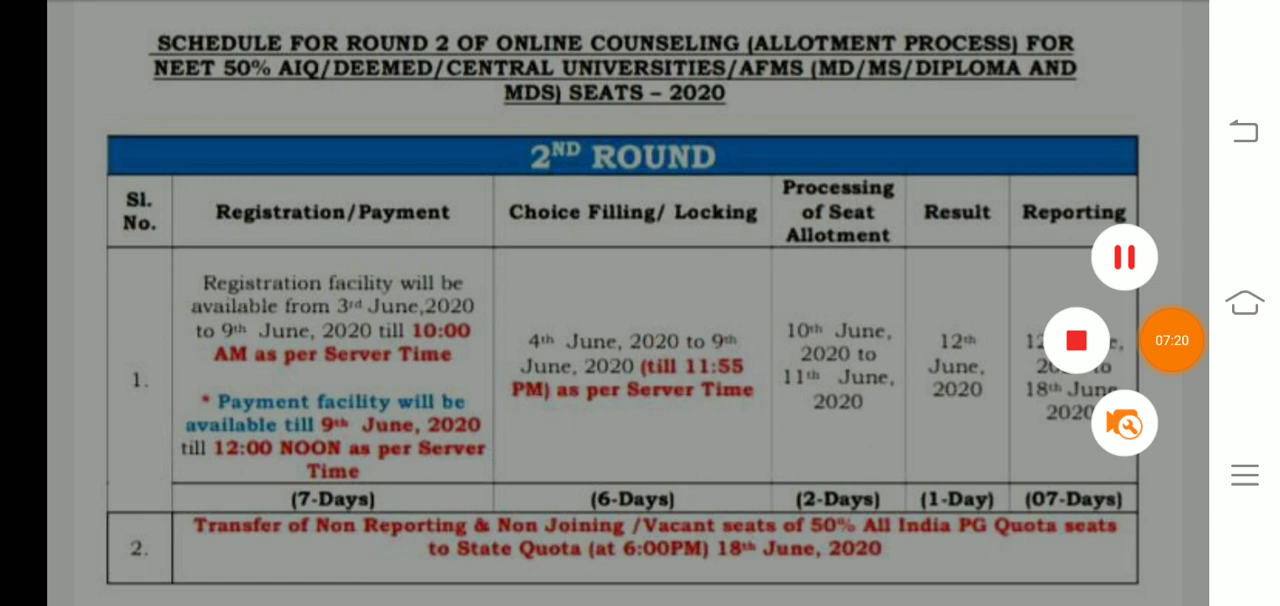 SCHEDULE FOR ROUND 2 OF ONLINE COUNSELING (ALLOTMENT PROCESS) FOR
NEET 50% AIQ/DEEMED/CENTRAL UNIVERSITIES/AFMS (MD/MS/DIPLOMA AND
MDS) SEATS – 2020
2ND ROUND
Sl. No.
Registration/Payment
Choice Filling/ Locking
Processing
of Seat
Allotment
Result
Reporting
1.
Registration facility will be
available from 3rd June,2020
to 9th June, 2020 till 10:00
AM as per Server Time
* Payment facility will be
available till 9th June, 2020
till 12:00 NOON as per Server
Time
4th June, 2020 to 9th
June, 2020 (till 11:55
PM) as per Server Time
10th June,
2020 to
11th June,
2020
12th
June,
2020
18th June
2020
(7-Days)
(6-Days)
(2-Days)
(1-Day)
(07-Days)
2.
Transfer of Non Reporting & Non Joining /Vacant seats of 50% All India PG Quota seats
to State Quota (at 6:00PM) 18th June, 2020
07:20